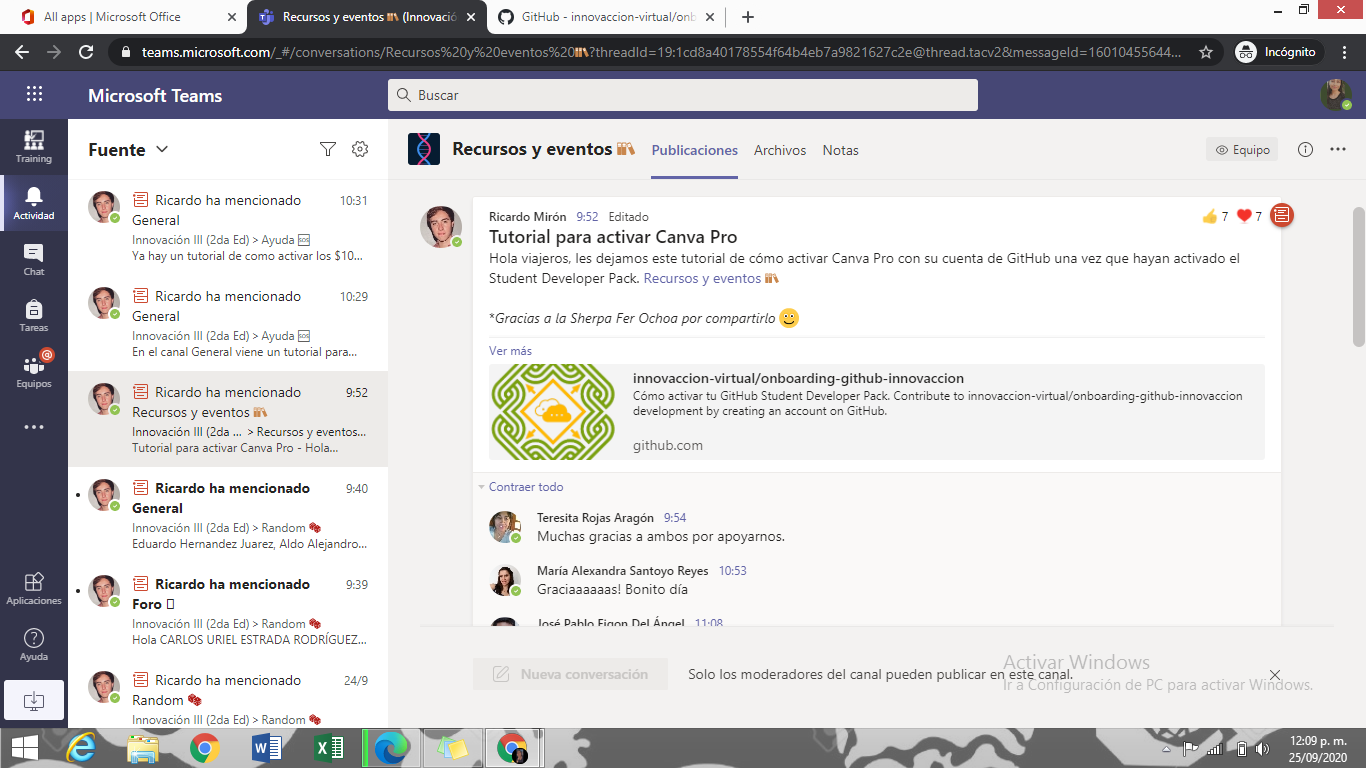 All apps | Microsoft Office
Recursos y eventos (Innovació
GitHub - innovaccion-virtual/onb
teams.microsoft.com/_#/conversations/Recursos%20y%20eventos%20?threadId=19:1cd8a40178554f64b4eb7a9821627c2e@thread.tacv2&messageId=16010455644...
Incógnito
Microsoft Teams
Buscar
Training
Actividad
Chat
Tareas
Equipos
Aplicaciones
Ayuda
Fuente
Ricardo ha mencionado 10:31
General
Innovación III (2da Ed) > Ayuda 🆘
Ya hay un tutorial de como activar los $10...
Ricardo ha mencionado 10:29
General
Innovación III (2da Ed) > Ayuda 🆘
En el canal General viene un tutorial para...
Ricardo ha mencionado 9:52
Recursos y eventos
Innovación III (2da ... > Recursos y eventos...
Tutorial para activar Canva Pro - Hola...
Ricardo ha mencionado 9:40
General
Innovación III (2da Ed) > Random
Eduardo Hernandez Juarez, Aldo Alejandro...
Ricardo ha mencionado 9:39
Foro
Innovación III (2da Ed) > Random
Hola CARLOS URIEL ESTRADA RODRÍGUEZ...
Ricardo ha mencionado 24/9
Random
Innovación III (2da Ed) > Random
Recursos y eventos Publicaciones Archivos Notas
Equipo
Ricardo Mirón 9:52 Editado
7 7
Tutorial para activar Canva Pro
Hola viajeros, les dejamos este tutorial de cómo activar Canva Pro con su cuenta de GitHub una vez que hayan activado el
Student Developer Pack. Recursos y eventos
*Gracias a la Sherpa Fer Ochoa por compartirlo
Ver más
innovaccion-virtual/onboarding-github-innovaccion
Cómo activar tu GitHub Student Developer Pack. Contribute to innovaccion-virtual/onboarding-github-innovaccion
development by creating an account on GitHub.
github.com
Contraer todo
Teresita Rojas Aragón 9:54
Muchas gracias a ambos por apoyarnos.
María Alexandra Santoyo Reyes 10:53
Graciaaaaaas! Bonito día
José Pablo Figon Del Ángel 11:08
Nueva conversación
Solo los moderadores del canal pueden publicar en este canal.
Activar Windows
Ir a Configuración de PC para activar Windows.
12:09 p. m.
25/09/2020